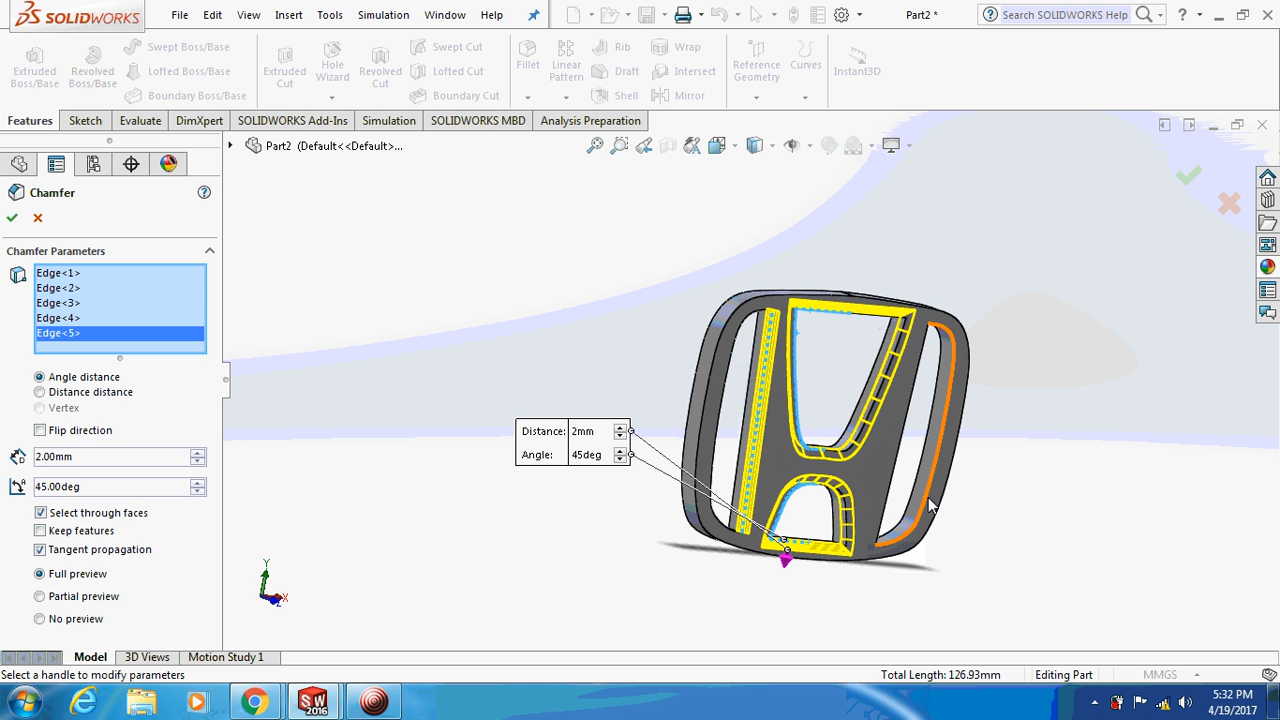 SOLIDWORKS
File Edit View Insert Tools Simulation Window Help
Part2 *
Search SOLIDWORKS Help
?
Extruded Boss/Base
Revolved Boss/Base
Swept Boss/Base
Lofted Boss/Base
Boundary Boss/Base
Extruded Cut
Hole Wizard
Revolved Cut
Swept Cut
Lofted Cut
Boundary Cut
Fillet
Linear Pattern
Rib
Draft
Shell
Wrap
Intersect
Mirror
Reference Geometry
Curves
Instant3D
Features Sketch Evaluate DimXpert SOLIDWORKS Add-Ins Simulation SOLIDWORKS MBD Analysis Preparation
Part2 (Default<<Default>...
Chamfer
Chamfer Parameters
Edge<1>
Edge<2>
Edge<3>
Edge<4>
Edge<5>
Angle distance
Distance distance
Vertex
Flip direction
2.00mm
45.00deg
Select through faces
Keep features
Tangent propagation
Full preview
Partial preview
No preview
Distance: 2mm
Angle: 45deg
Y
X
Z
Model 3D Views Motion Study 1
Select a handle to modify parameters
Total Length: 126.93mm
Editing Part
MMGS
SW
2016
5:32 PM
4/19/2017